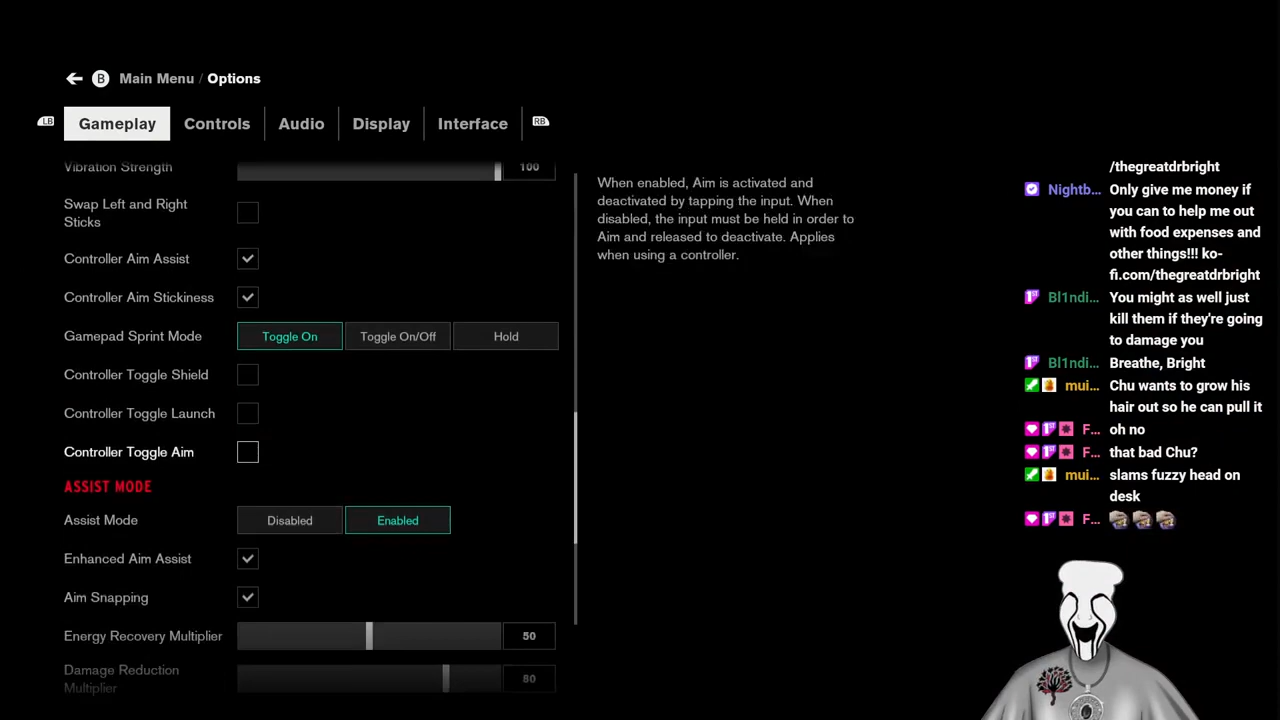 B Main Menu / Options
LB Gameplay Controls Audio Display Interface RB
Vibration Strength 100
Swap Left and Right
Sticks
Controller Aim Assist
Controller Aim Stickiness
Gamepad Sprint Mode Toggle On Toggle On/Off Hold
Controller Toggle Shield
Controller Toggle Launch
Controller Toggle Aim
ASSIST MODE
Assist Mode Disabled Enabled
Enhanced Aim Assist
Aim Snapping
Energy Recovery Multiplier 50
Damage Reduction
Multiplier 80
When enabled, Aim is activated and
deactivated by tapping the input. When
disabled, the input must be held in order to
Aim and released to deactivate. Applies
when using a controller.
/thegreatdrbright
Nightb... Only give me money if
you can to help me out
with food expenses and
other things!!! ko-
fi.com/thegreatdrbright
Bl1ndi... You might as well just
kill them if they're going
to damage you
Bl1ndi... Breathe, Bright
mui... Chu wants to grow his
hair out so he can pull it
F... oh no
F... that bad Chu?
mui... slams fuzzy head on
desk
F...